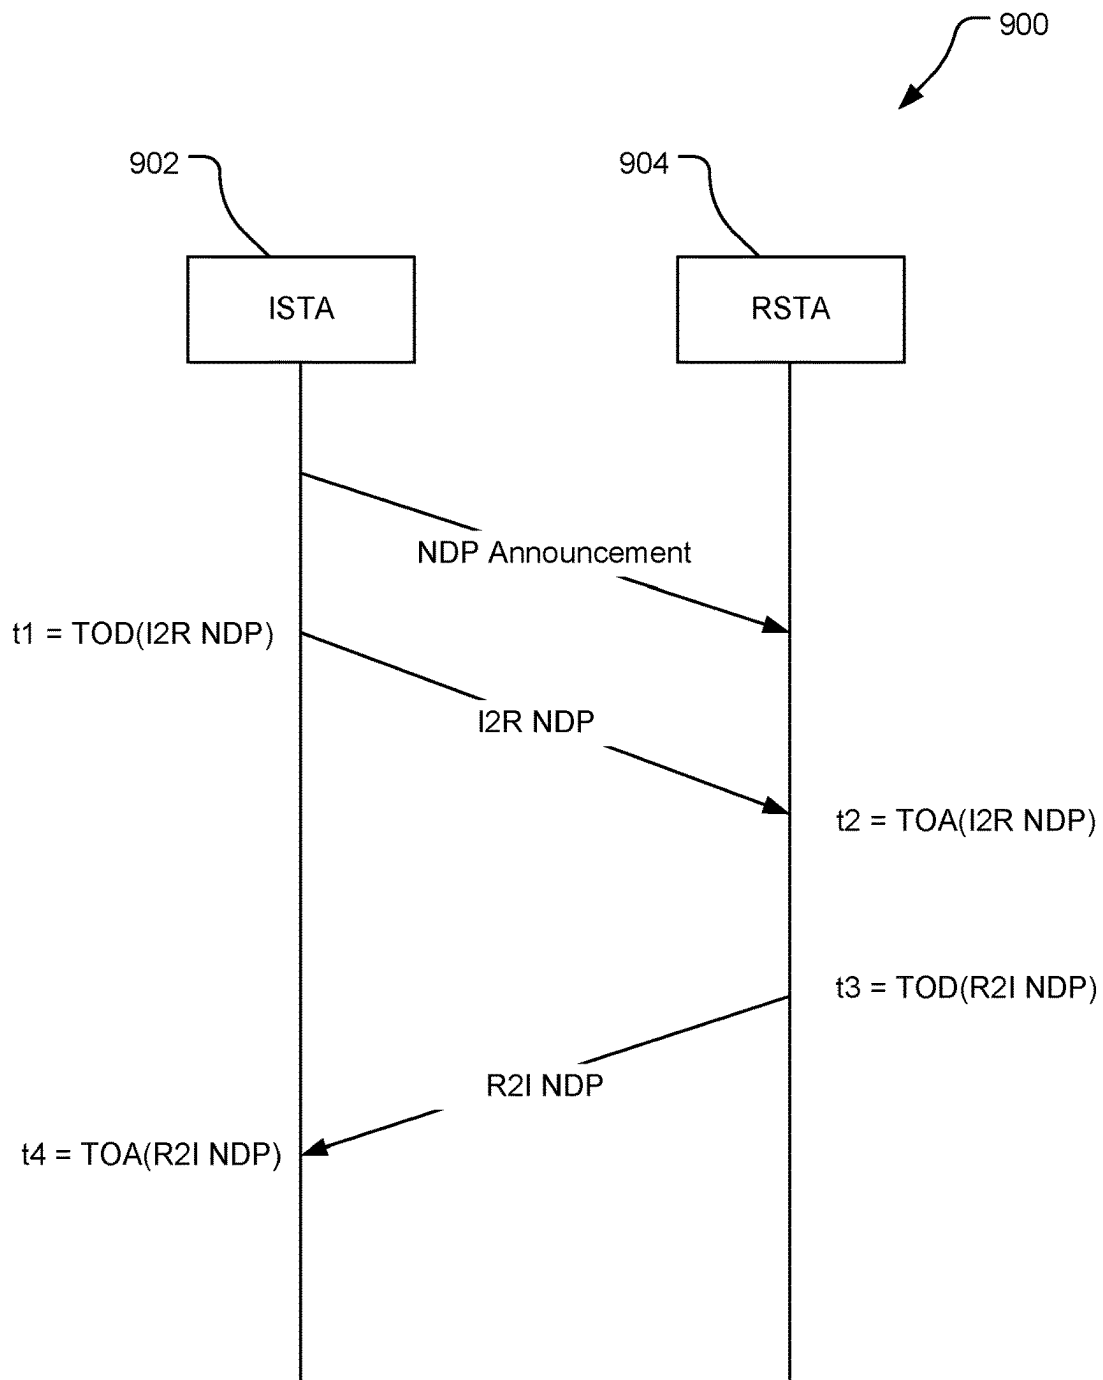 900
902
904
ISTA
RSTA
NDP Announcement
t1 = TOD(I2R NDP)
I2R NDP
t2 = TOA(I2R NDP)
t3 = TOD(R2I NDP)
R2I NDP
t4 = TOA(R2I NDP)